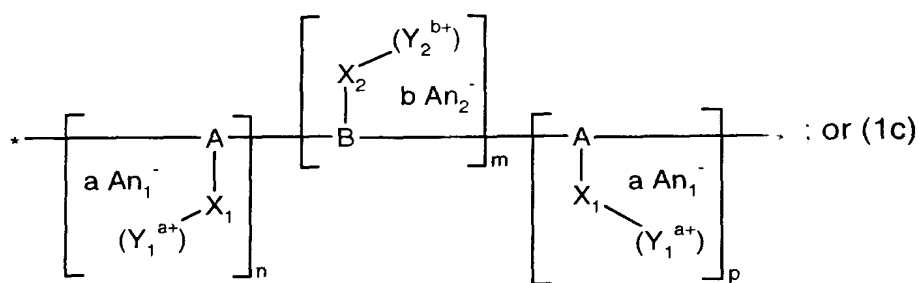 (Y₂ᵇ⁺)
X₂
b An₂⁻
* A B m A * ; or (1c)
a An₁⁻ a An₁⁻
X₁ X₁
(Y₁ᵃ⁺) (Y₁ᵃ⁺)
n p